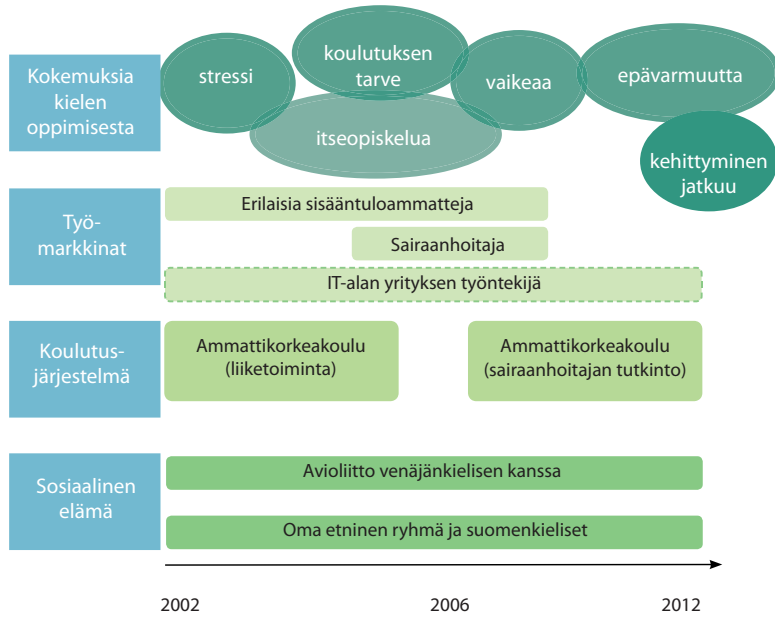 Kokemuksia
kielen
oppimisesta
stressi
koulutuksen
tarve
itseopiskelua
vaikeaa
epävarmuutta
kehittyminen
jatkuu
Työ-
markkinat
Erilaisia sisääntuloammatteja
Sairaanhoitaja
IT-alan yrityksen työntekijä
Koulutus-
järjestelmä
Ammattikorkeakoulu
(liiketoiminta)
Ammattikorkeakoulu
(sairaanhoitajan tutkinto)
Sosiaalinen
elämä
Avioliitto venäjänkielisen kanssa
Oma etninen ryhmä ja suomenkieliset
2002
2006
2012